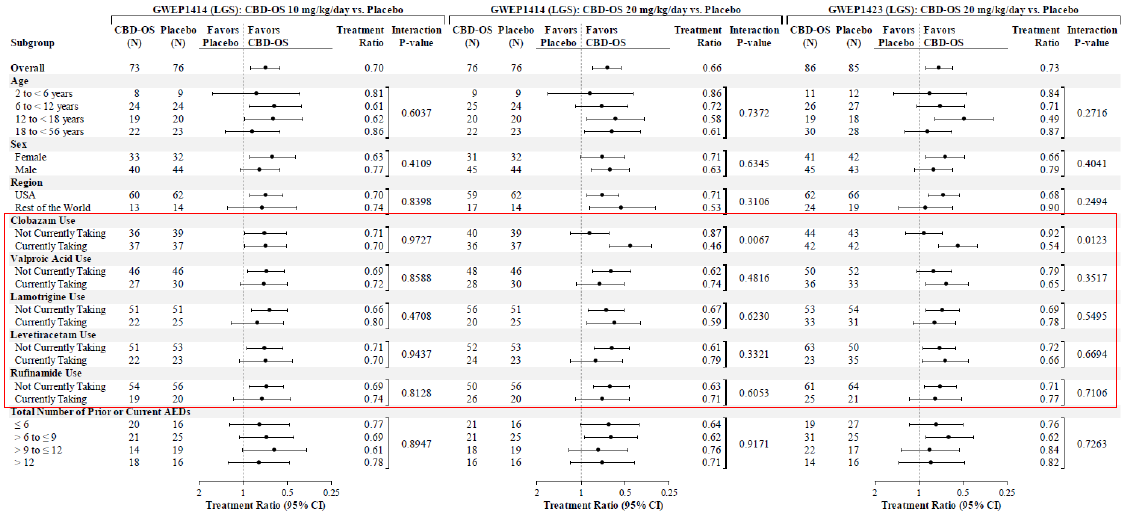 GWEP1414 (LGS): CBD-OS 10 mg/kg/day vs. Placebo GWEP1414 (LGS): CBD-OS 20 mg/kg/day vs. Placebo GWEP1423 (LGS): CBD-OS 20 mg/kg/day vs. Placebo
CBD-OS Placebo Favors Favors Treatment Interaction CBD-OS Placebo Favors Favors Treatment Interaction CBD-OS Placebo Favors Favors Treatment Interaction
Subgroup (N) (N) Placebo CBD-OS Ratio P-value (N) (N) Placebo CBD-OS Ratio P-value (N) (N) Placebo CBD-OS Ratio P-value
Overall 73 76 0.70 76 76 0.66 86 85 0.73
Age
2 to < 6 years 8 9 0.81 9 9 0.86 11 12 0.84
6 to < 12 years 24 24 0.61 25 24 0.72 26 27 0.71
0.6037 0.7372 0.2716
12 to < 18 years 19 20 0.62 20 20 0.58 19 18 0.49
18 to < 56 years 22 23 0.86 22 23 0.61 30 28 0.87
Sex
Female 33 32 0.63 31 32 0.71 41 42 0.66
0.4109 0.6345 0.4041
Male 40 44 0.77 45 44 0.63 45 43 0.79
Region
USA 60 62 0.70 59 62 0.71 62 66 0.68
0.8398 0.3106 0.2494
Rest of the World 13 14 0.74 17 14 0.53 24 19 0.90
Clobazam Use
Not Currently Taking 36 39 0.71 40 39 0.87 44 43 0.92
0.9727 0.0067 0.0123
Currently Taking 37 37 0.70 36 37 0.46 42 42 0.54
Valproic Acid Use
Not Currently Taking 46 46 0.69 48 46 0.62 50 52 0.79
0.8588 0.4816 0.3517
Currently Taking 27 30 0.72 28 30 0.74 36 33 0.65
Lamotrigine Use
Not Currently Taking 51 51 0.66 56 51 0.67 53 54 0.69
0.4708 0.6230 0.5495
Currently Taking 22 25 0.80 20 25 0.59 33 31 0.78
Levetiracetam Use
Not Currently Taking 51 53 0.71 52 53 0.61 63 50 0.72
0.9437 0.3321 0.6694
Currently Taking 22 23 0.70 24 23 0.79 23 35 0.66
Rufinamide Use
Not Currently Taking 54 56 0.69 50 56 0.63 61 64 0.71
0.8128 0.6053 0.7106
Currently Taking 19 20 0.74 26 20 0.71 25 21 0.77
Total Number of Prior or Current AEDs
≤ 6 20 16 0.77 21 16 0.64 19 27 0.76
> 6 to ≤ 9 21 25 0.69 21 25 0.62 31 25 0.62
0.8947 0.9171 0.7263
> 9 to ≤ 12 14 19 0.61 18 19 0.76 22 17 0.84
> 12 18 16 0.78 16 16 0.71 14 16 0.82
2 1 0.5 0.25 2 1 0.5 0.25 2 1 0.5 0.25
Treatment Ratio (95% CI) Treatment Ratio (95% CI) Treatment Ratio (95% CI)